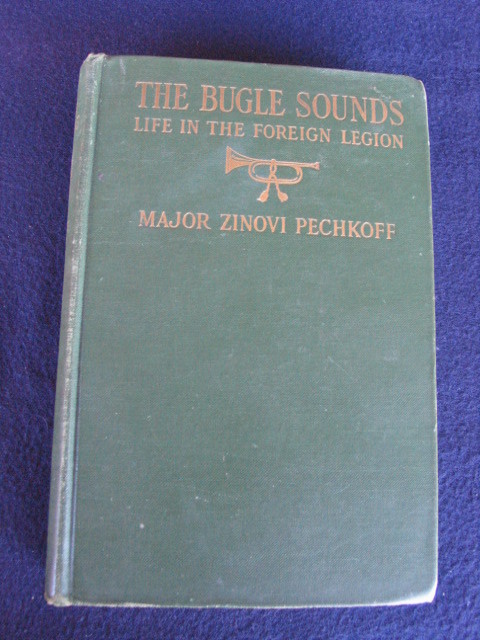 THE BUGLE SOUNDS
LIFE IN THE FOREIGN LEGION
MAJOR ZINOVI PECHKOFF